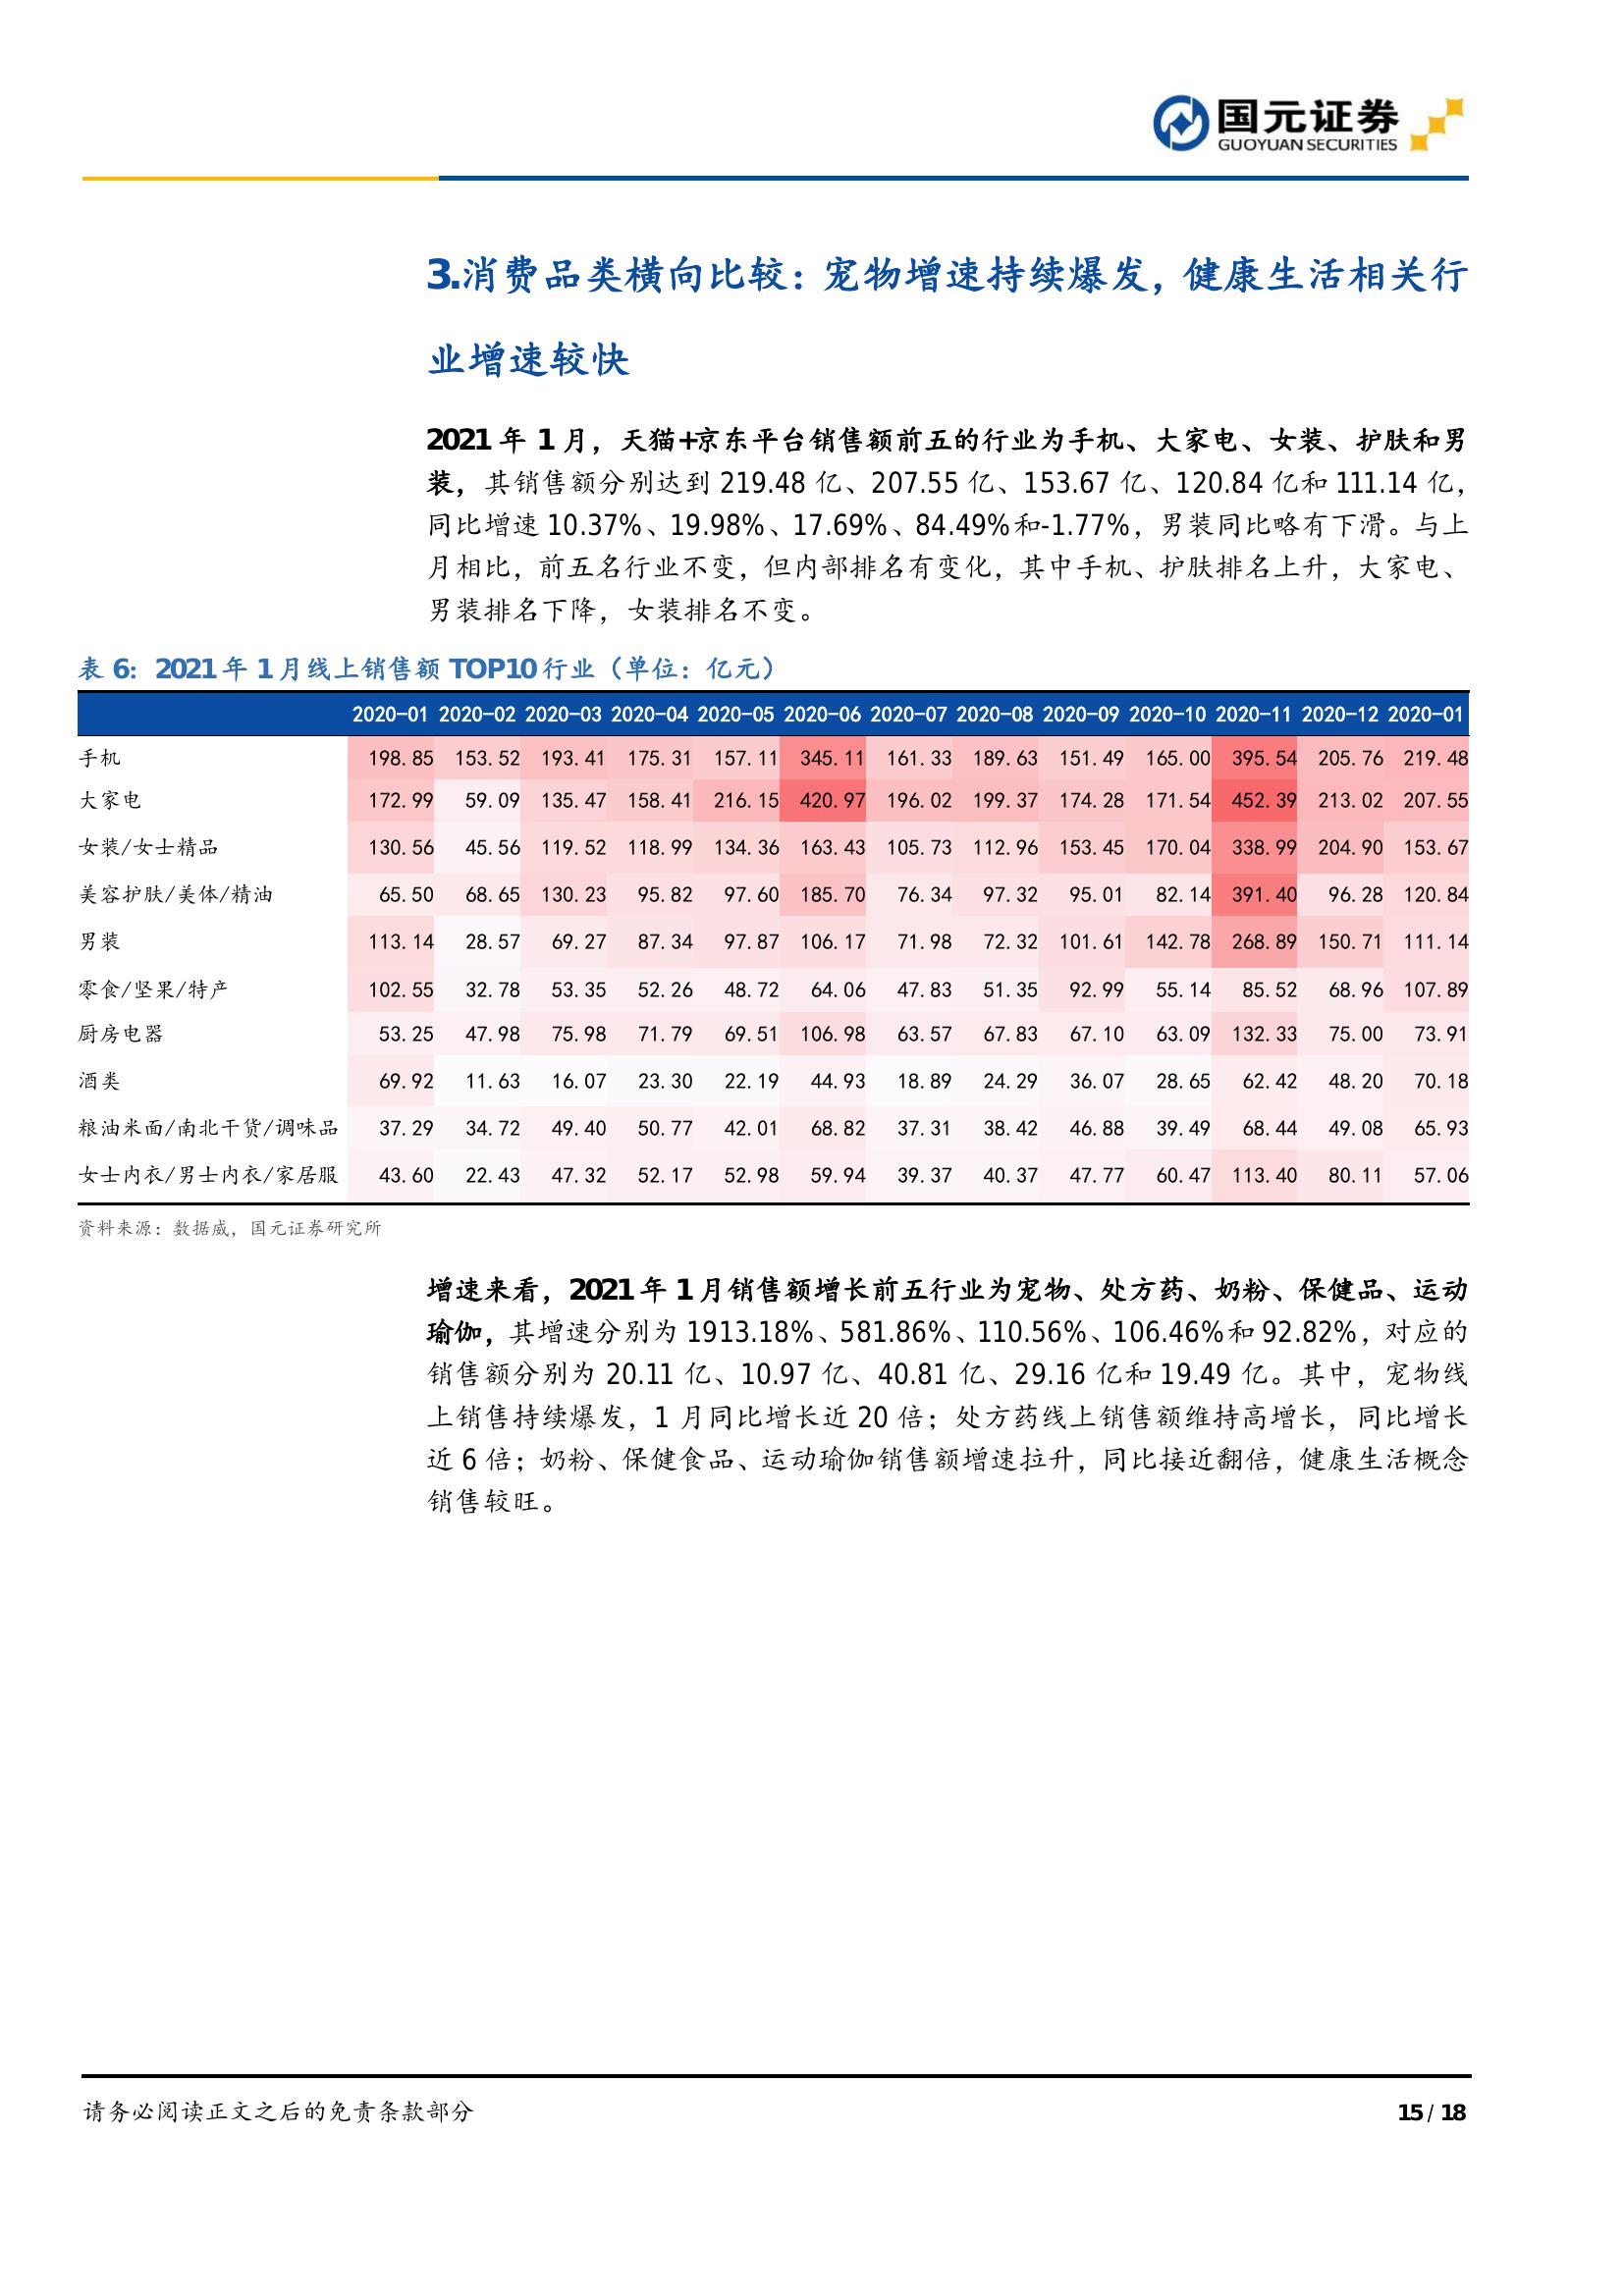 国元证券
GUOYUAN SECURITIES
3.消费品类横向比较：宠物增速持续爆发，健康生活相关行
业增速较快
2021 年 1 月，天猫+京东平台销售额前五的行业为手机、大家电、女装、护肤和男
装，其销售额分别达到 219.48 亿、207.55 亿、153.67 亿、120.84 亿和 111.14 亿，
同比增速 10.37%、19.98%、17.69%、84.49%和-1.77%，男装同比略有下滑。与上
月相比，前五名行业不变，但内部排名有变化，其中手机、护肤排名上升，大家电、
男装排名下降，女装排名不变。
表 6：2021 年 1 月线上销售额 TOP10 行业（单位：亿元）
2020-01 2020-02 2020-03 2020-04 2020-05 2020-06 2020-07 2020-08 2020-09 2020-10 2020-11 2020-12 2020-01
手机 198.85 153.52 193.41 175.31 157.11 345.11 161.33 189.63 151.49 165.00 395.54 205.76 219.48
大家电 172.99 59.09 135.47 158.41 216.15 420.97 196.02 199.37 174.28 171.54 452.39 213.02 207.55
女装/女士精品 130.56 45.56 119.52 118.99 134.36 163.43 105.73 112.96 153.45 170.04 338.99 204.90 153.67
美容护肤/美体/精油 65.50 68.65 130.23 95.82 97.60 185.70 76.34 97.32 95.01 82.14 391.40 96.28 120.84
男装 113.14 28.57 69.27 87.34 97.87 106.17 71.98 72.32 101.61 142.78 268.89 150.71 111.14
零食/坚果/特产 102.55 32.78 53.35 52.26 48.72 64.06 47.83 51.35 92.99 55.14 85.52 68.96 107.89
厨房电器 53.25 47.98 75.98 71.79 69.51 106.98 63.57 67.83 67.10 63.09 132.33 75.00 73.91
酒类 69.92 11.63 16.07 23.30 22.19 44.93 18.89 24.29 36.07 28.65 62.42 48.20 70.18
粮油米面/南北干货/调味品 37.29 34.72 49.40 50.77 42.01 68.82 37.31 38.42 46.88 39.49 68.44 49.08 65.93
女士内衣/男士内衣/家居服 43.60 22.43 47.32 52.17 52.98 59.94 39.37 40.37 47.77 60.47 113.40 80.11 57.06
资料来源：数据威，国元证券研究所
增速来看，2021 年 1 月销售额增长前五行业为宠物、处方药、奶粉、保健品、运动
瑜伽，其增速分别为 1913.18%、581.86%、110.56%、106.46%和 92.82%，对应的
销售额分别为 20.11 亿、10.97 亿、40.81 亿、29.16 亿和 19.49 亿。其中，宠物线
上销售持续爆发，1 月同比增长近 20 倍；处方药线上销售额维持高增长，同比增长
近 6 倍；奶粉、保健食品、运动瑜伽销售额增速拉升，同比接近翻倍，健康生活概念
销售较旺。
请务必阅读正文之后的免责条款部分
15 / 18